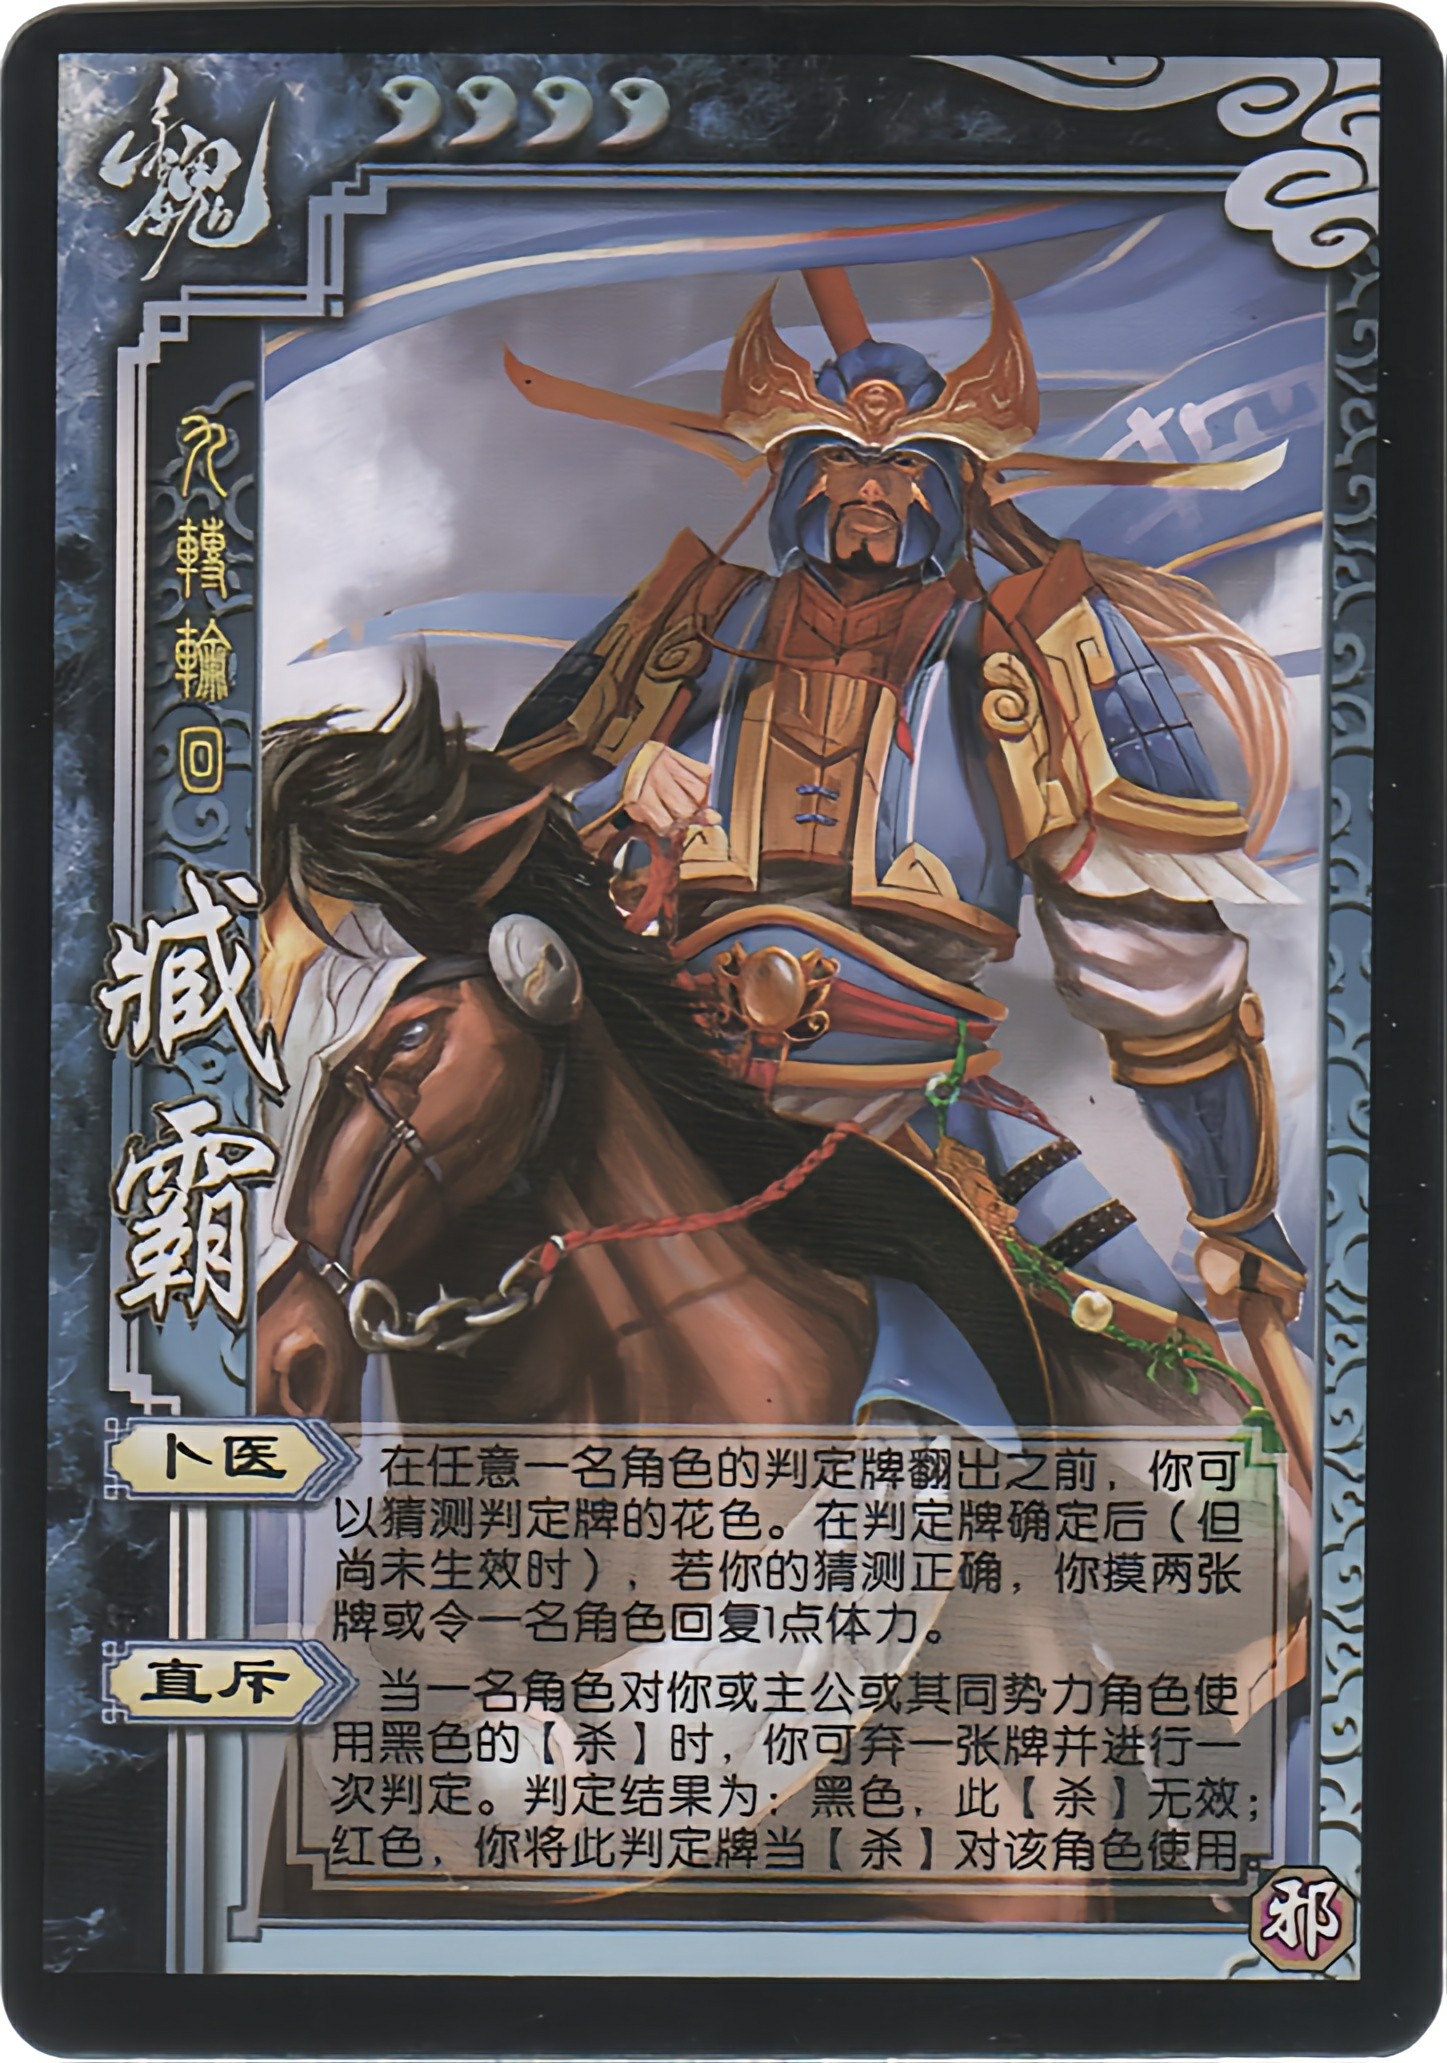 魏
九轉輪回
臧霸
卜医
在任意一名角色的判定牌翻出之前，你可
以猜测判定牌的花色。在判定牌确定后（但
尚未生效时），若你的猜测正确，你摸两张
牌或令一名角色回复1点体力。
直斥
当一名角色对你或主公或其同势力角色使
用黑色的【杀】时，你可弃一张牌并进行一
次判定。判定结果为：黑色，此【杀】无效；
红色，你将此判定牌当【杀】对该角色使用。
邪